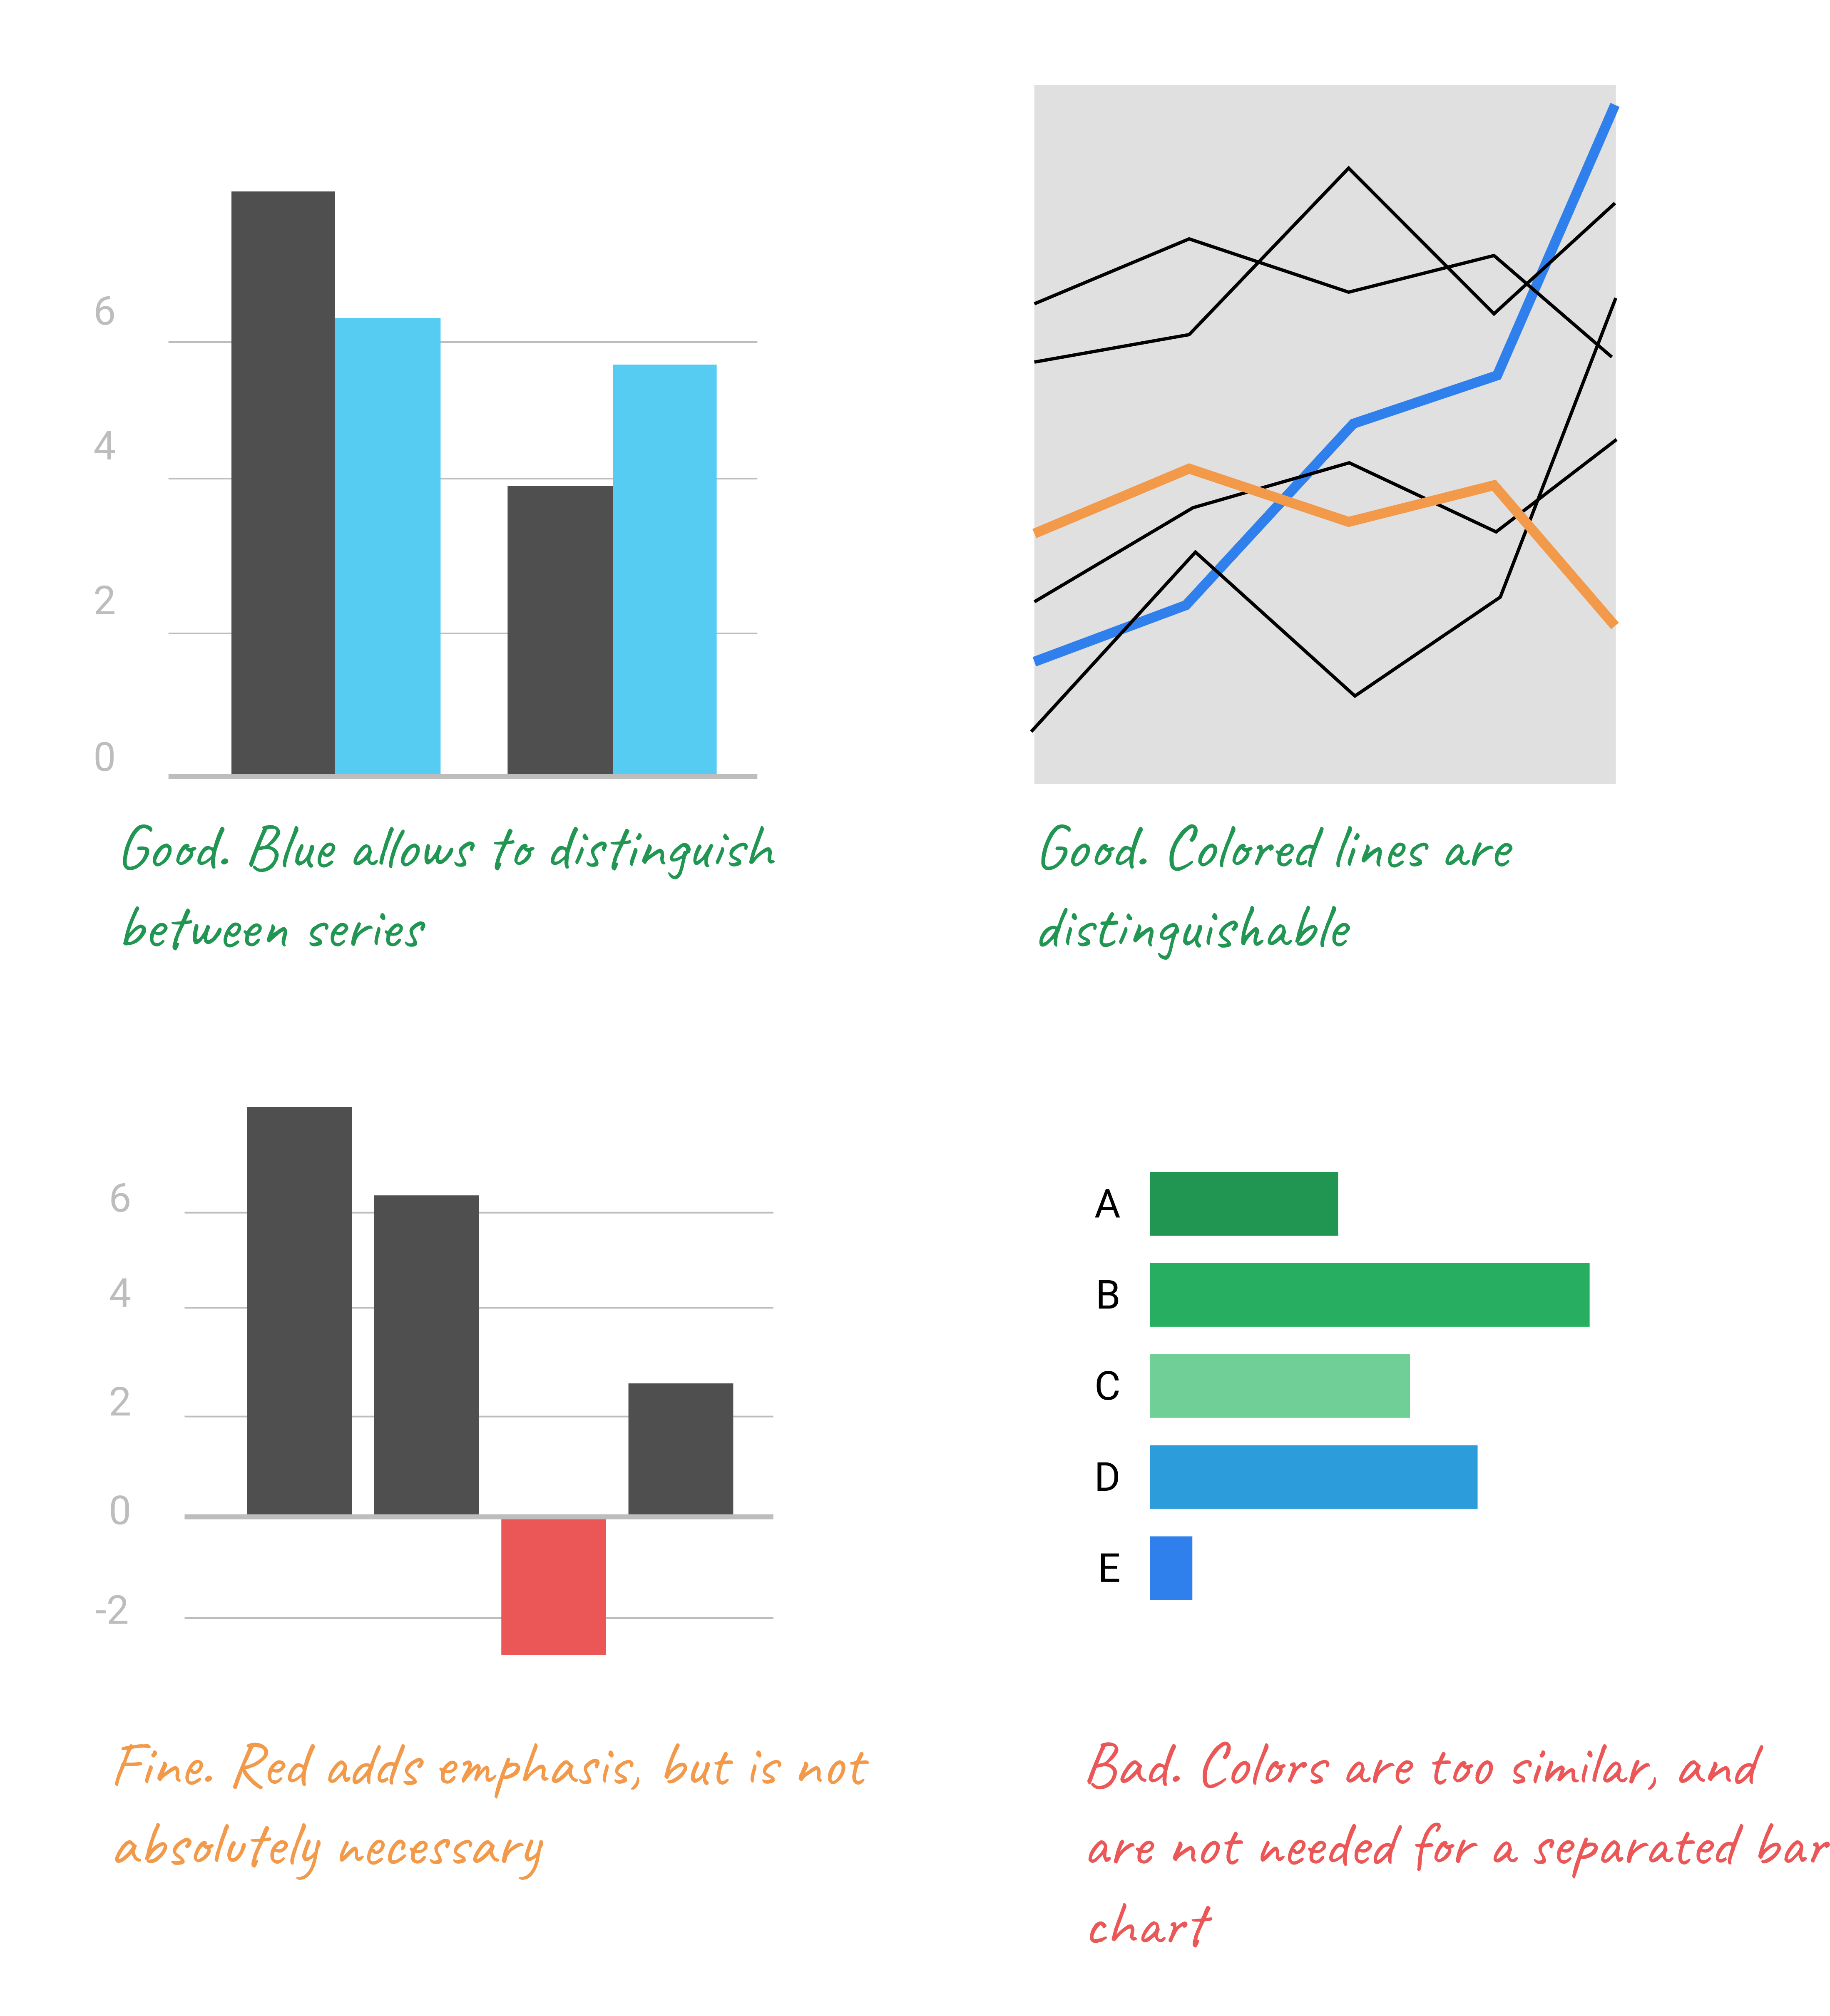 6
4
2
0
Good. Blue allows to distinguish
between series
Good. Colored lines are
distinguishable
6
4
2
0
-2
Fine. Red adds emphasis, but is not
absolutely necessary
A
B
C
D
E
Bad. Colors are too similar, and
are not needed for a separated bar
chart